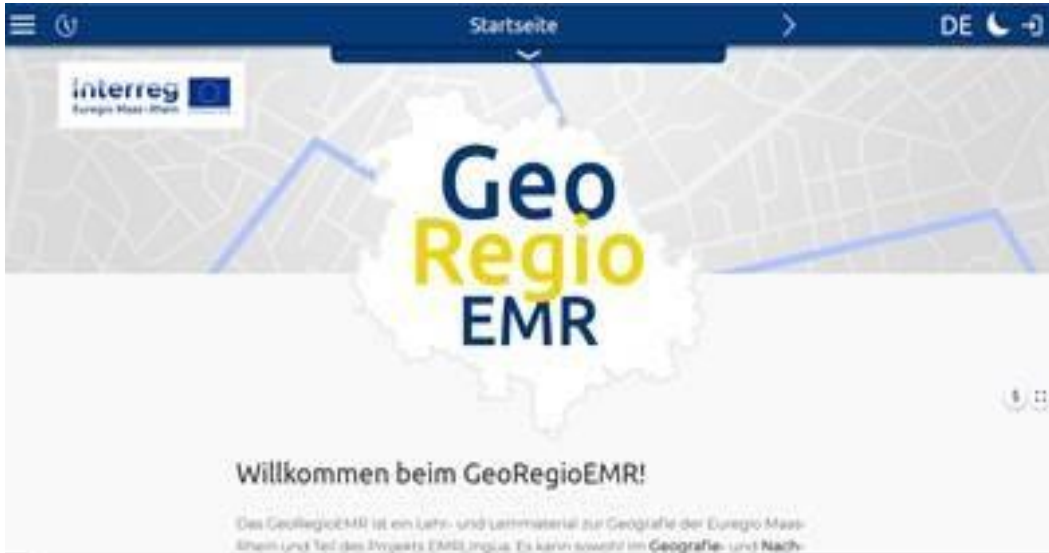 Startseite
DE
interreg
Euregio Maas-Rhein
Geo
Regio
EMR
Willkommen beim GeoRegioEMR!
Das GeoRegioEMR ist ein Lehr- und Lernmaterial zur Geografie der Euregio Maas-
Rhein und Teil des Projekts EMRLingua. Es kann sowohl im Geografie- und Nach-